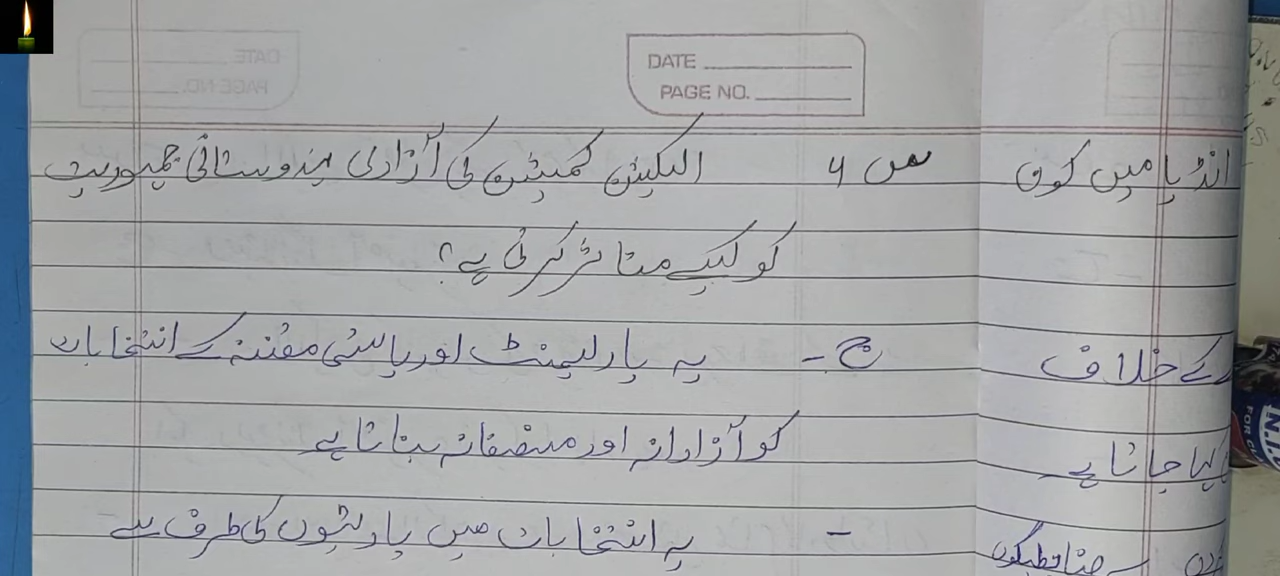 DATE
PAGE NO.
س 4 الیکشن کمیشن کی آزادی ہندوستانی جمہوریت
کو کیسے متاثر کرتی ہے؟
ج - یہ پارلیمنٹ اور ریاستی مقننہ کے انتخابات
کو آزادانہ اور منصفانہ بناتا ہے
- یہ انتخابات میں پارٹیوں کی طرف سے
انڈیا میں کون
کے خلاف
کیا جاتا ہے